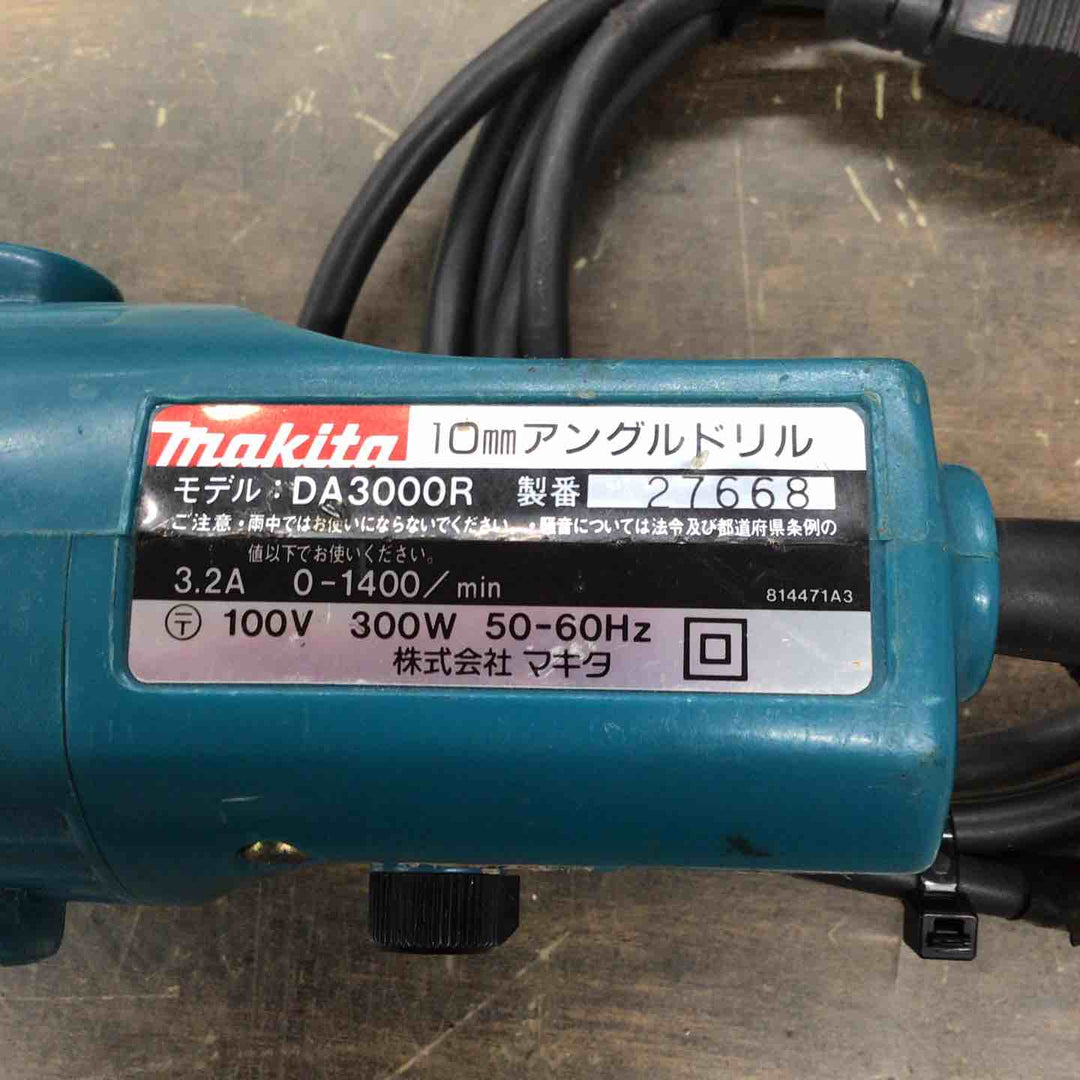 makita 10mmアングルドリル
モデル：DA3000R 製番 27668
ご注意・雨中ではお使いにならないでください。・騒音については法令及び都道府県条例の
値以下でお使いください。
3.2A 0-1400/min 814471A3
〒 100V 300W 50-60Hz
株式会社 マキタ